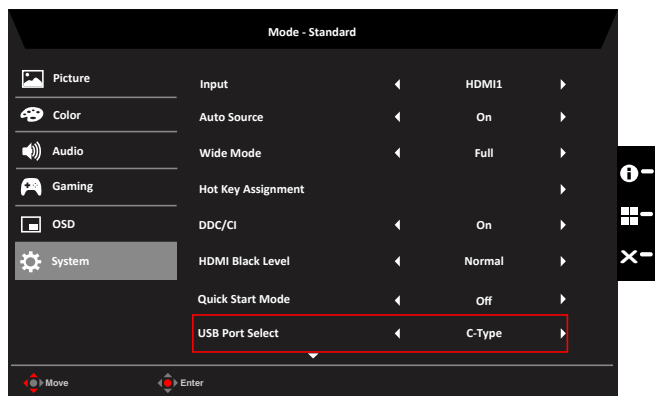 Mode - Standard
Picture
Color
Audio
Gaming
OSD
System
Input HDMI1
Auto Source On
Wide Mode Full
Hot Key Assignment
DDC/CI On
HDMI Black Level Normal
Quick Start Mode Off
USB Port Select C-Type
Move Enter